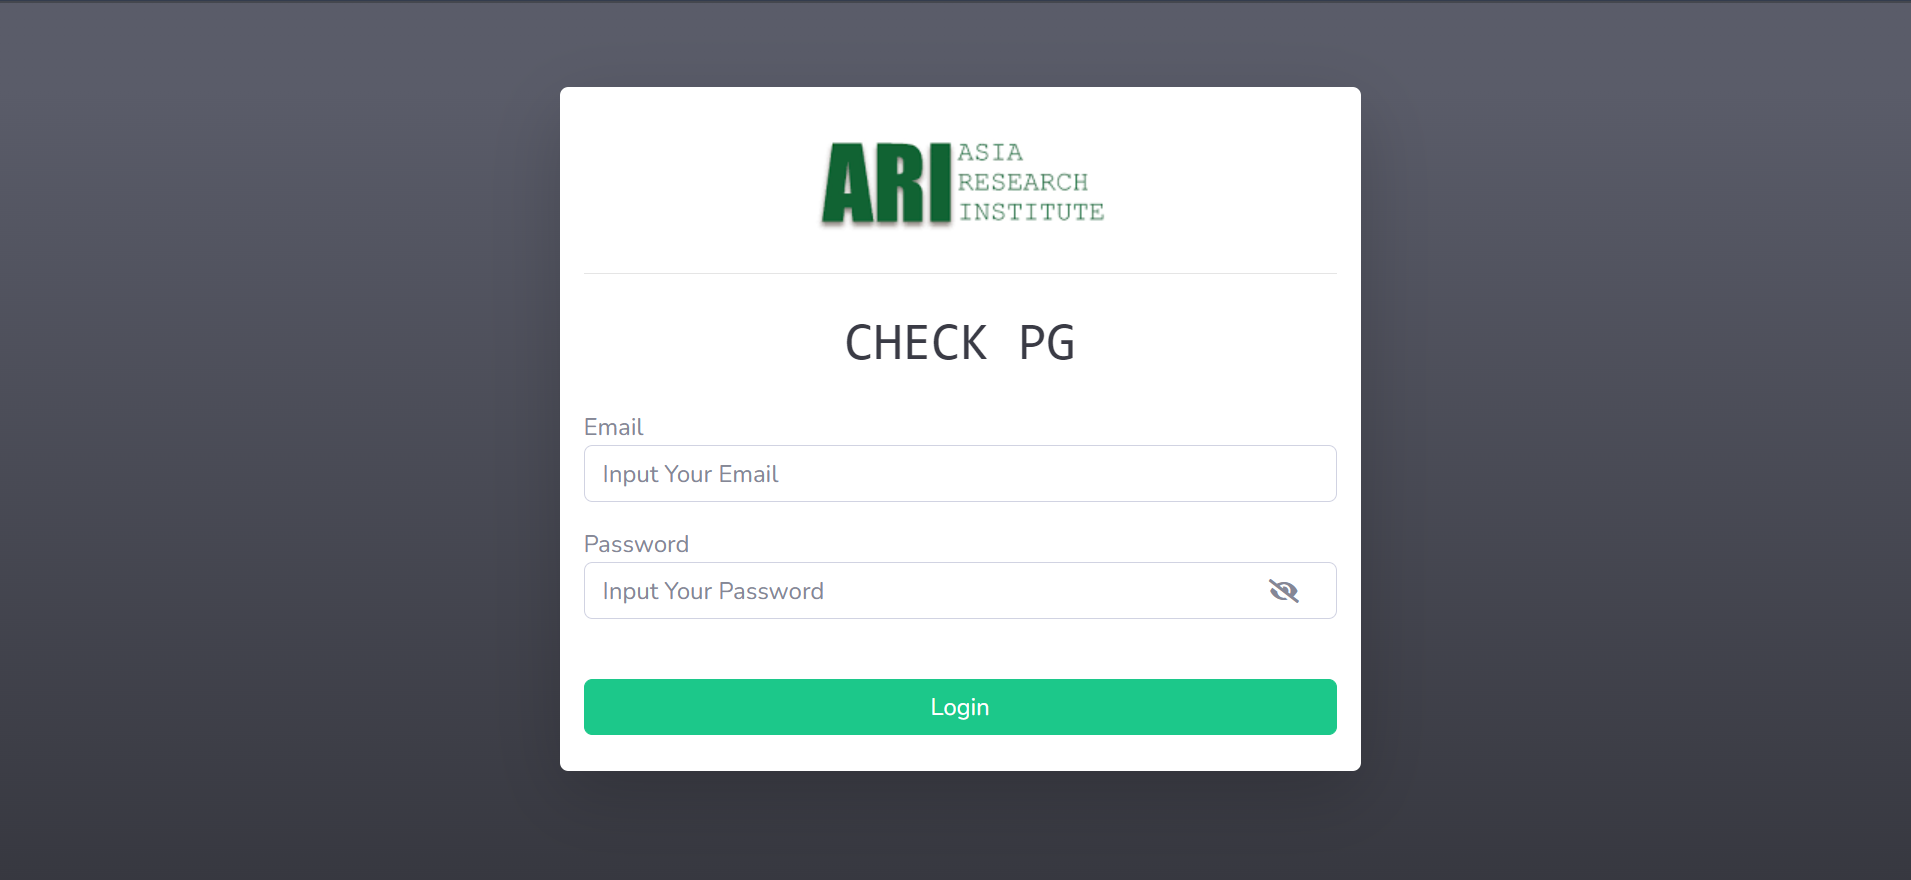 ARI
ASIA
RESEARCH
INSTITUTE
CHECK PG
Email
Input Your Email
Password
Input Your Password
Login